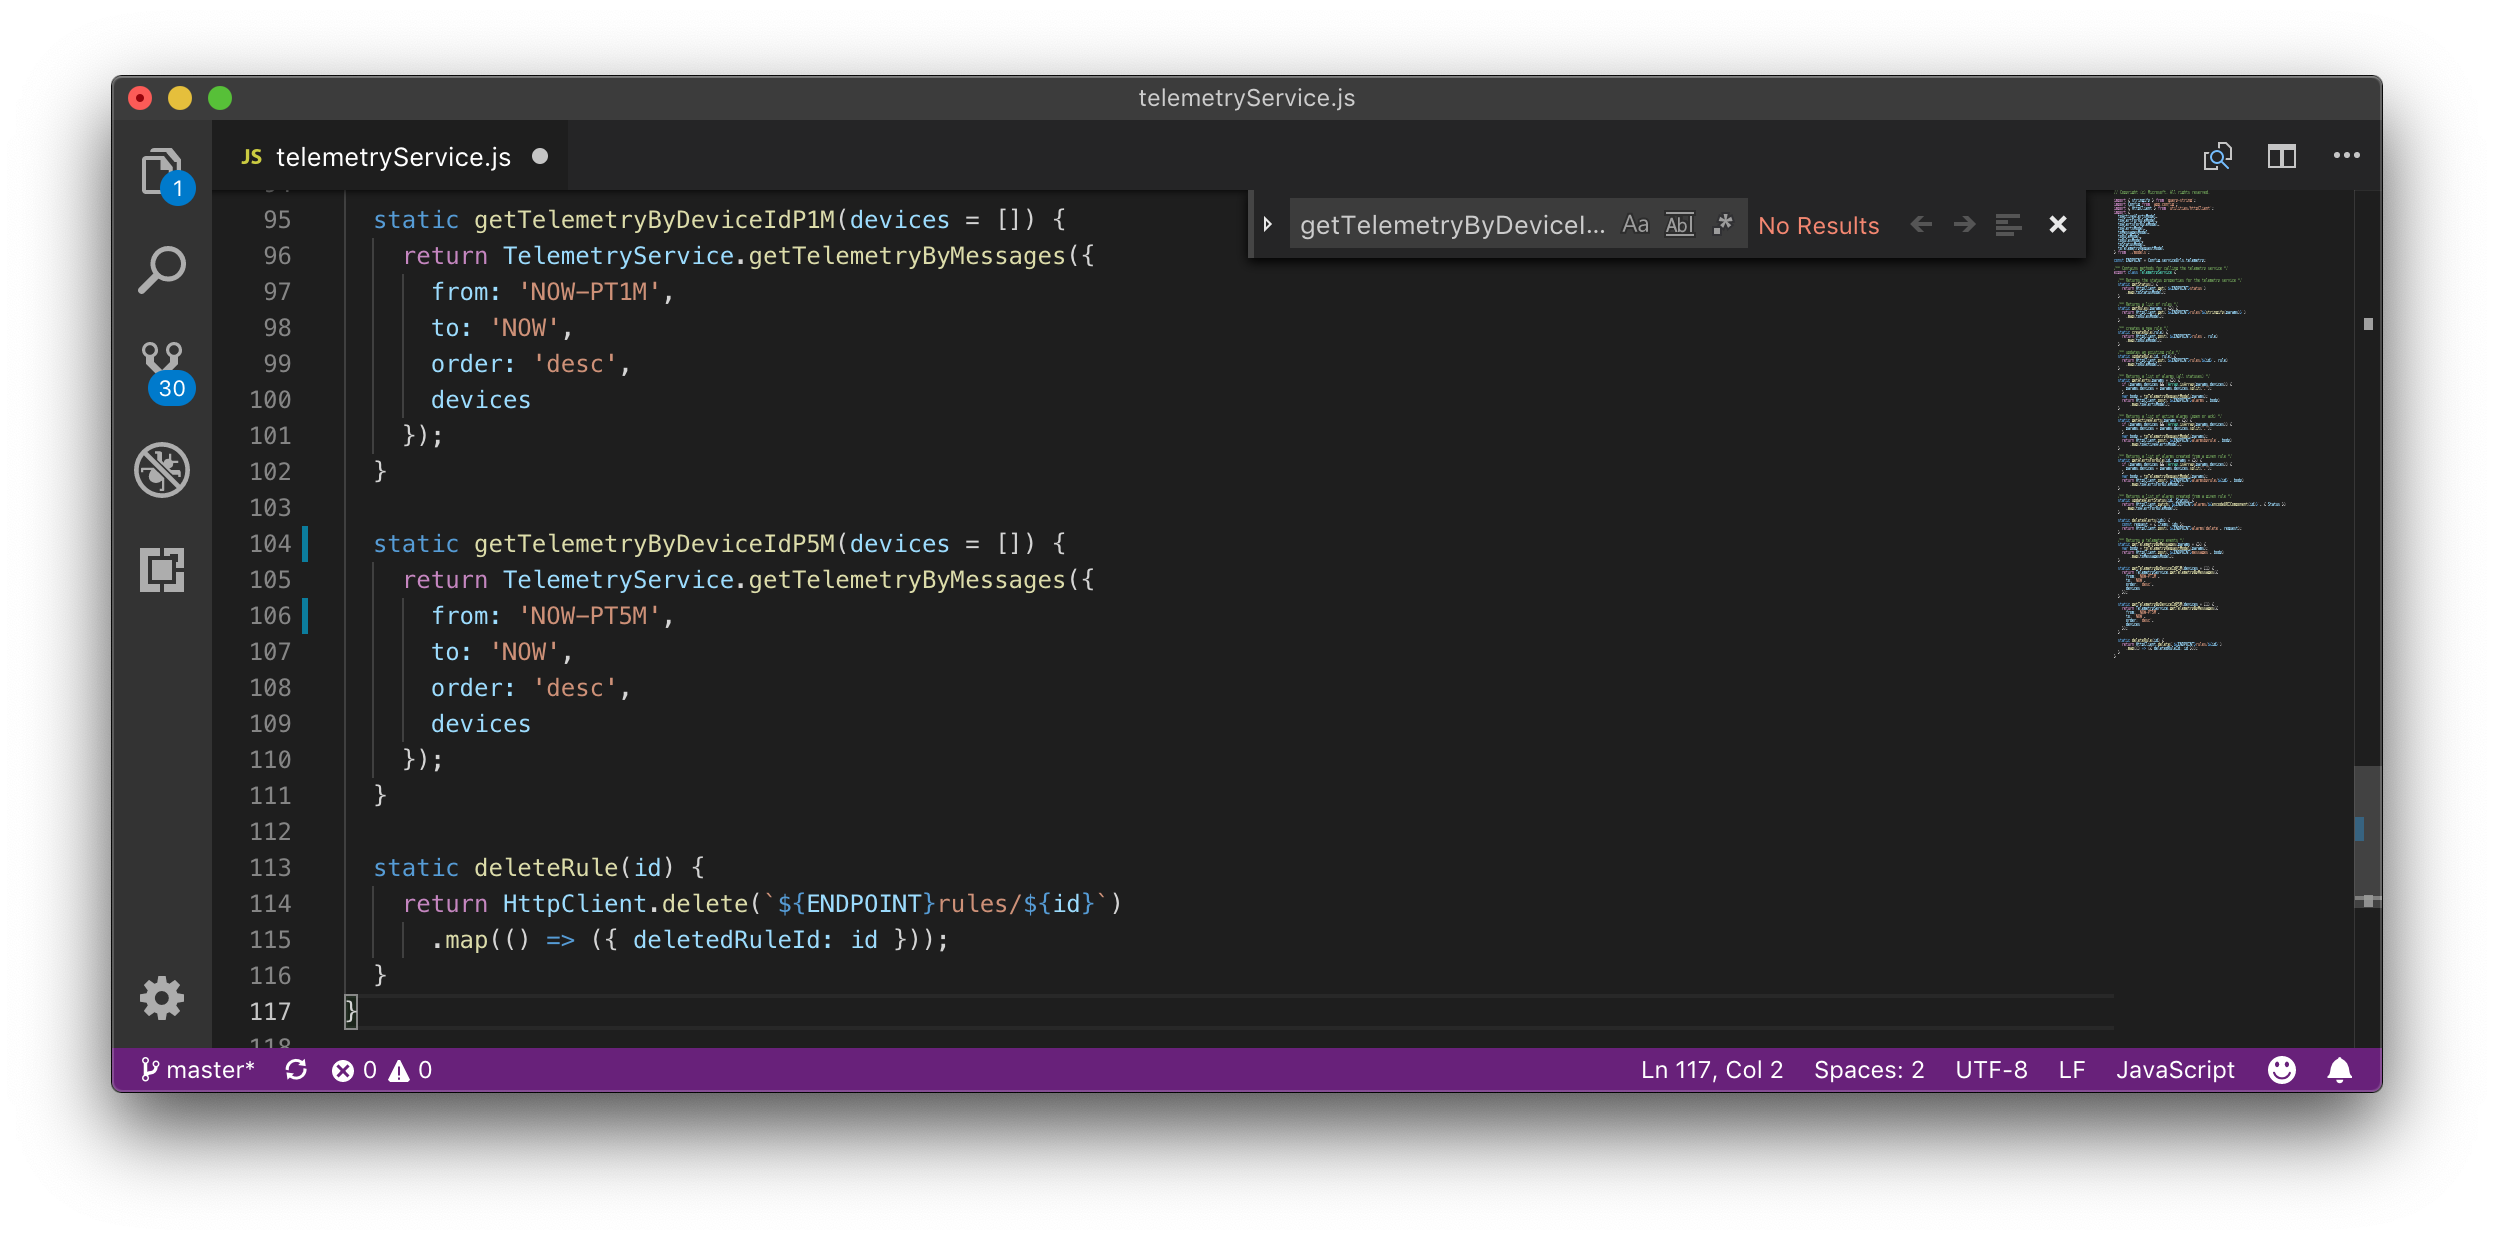 telemetryService.js
JS telemetryService.js
1
30
getTelemetryByDeviceI... Aa Abl .* No Results
95 static getTelemetryByDeviceIdP1M(devices = []) {
96 return TelemetryService.getTelemetryByMessages({
97 from: 'NOW-PT1M',
98 to: 'NOW',
99 order: 'desc',
100 devices
101 });
102 }
103
104 static getTelemetryByDeviceIdP5M(devices = []) {
105 return TelemetryService.getTelemetryByMessages({
106 from: 'NOW-PT5M',
107 to: 'NOW',
108 order: 'desc',
109 devices
110 });
111 }
112
113 static deleteRule(id) {
114 return HttpClient.delete(`${ENDPOINT}rules/${id}`)
115 .map(() => ({ deletedRuleId: id }));
116 }
117 }
118
master* 0 0 Ln 117, Col 2 Spaces: 2 UTF-8 LF JavaScript